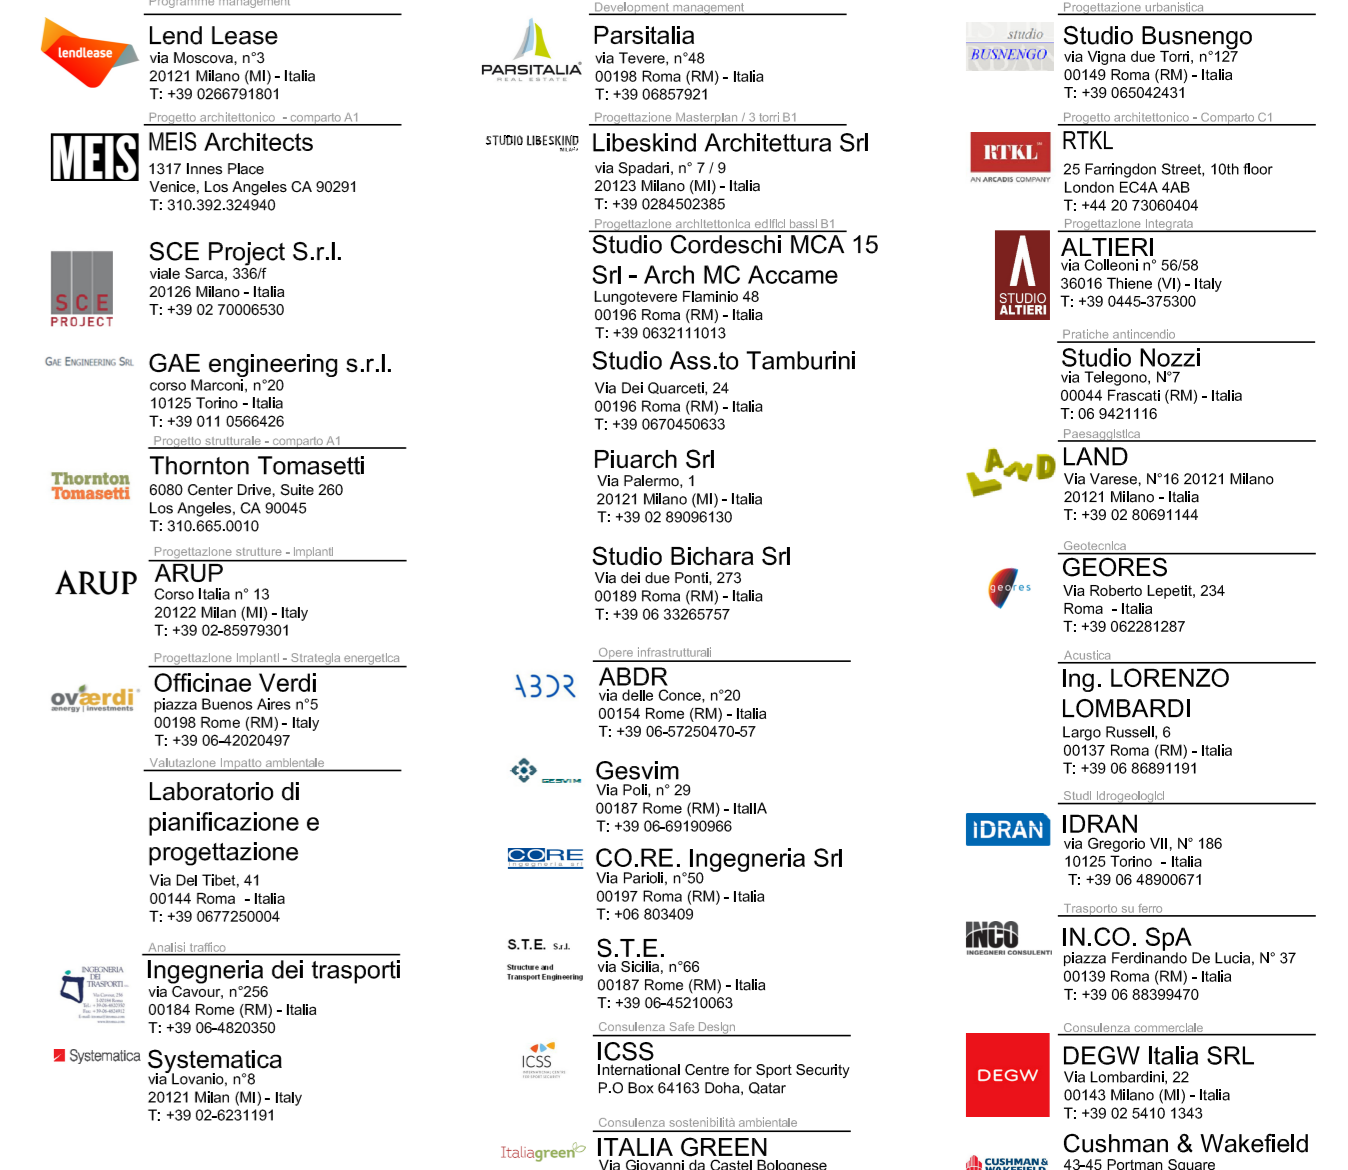 Programme management
lendlease
Lend Lease
via Moscova, n°3
20121 Milano (MI) - Italia
T: +39 0266791801
Progetto architettonico - comparto A1
MEIS
MEIS Architects
1317 Innes Place
Venice, Los Angeles CA 90291
T: 310.392.324940
SCE
PROJECT
SCE Project S.r.l.
viale Sarca, 336/f
20126 Milano - Italia
T: +39 02 70006530
GAE ENGINEERING SRL
GAE engineering s.r.l.
corso Marconi, n°20
10125 Torino - Italia
T: +39 011 0566426
Progetto strutturale - comparto A1
Thornton
Tomasetti
Thornton Tomasetti
6080 Center Drive, Suite 260
Los Angeles, CA 90045
T: 310.665.0010
Progettazione strutture - Impianti
ARUP
ARUP
Corso Italia n° 13
20122 Milan (MI) - Italy
T: +39 02-85979301
Progettazione Impianti - Strategia energetica
oværdi
ænergy | investments
Officinae Verdi
piazza Buenos Aires n°5
00198 Rome (RM) - Italy
T: +39 06-42020497
Valutazione Impatto ambientale
Laboratorio di
pianificazione e
progettazione
Via Del Tibet, 41
00144 Roma - Italia
T: +39 0677250004
Analisi traffico
INGEGNERIA
DEI
TRASPORTI
Ingegneria dei trasporti
via Cavour, n°256
00184 Rome (RM) - Italia
T: +39 06-4820350
Systematica
Systematica
via Lovanio, n°8
20121 Milan (MI) - Italy
T: +39 02-6231191
Development management
PARSITALIA
REAL ESTATE
Parsitalia
via Tevere, n°48
00198 Roma (RM) - Italia
T: +39 06857921
Progettazione Masterplan / 3 torri B1
STUDIO LIBESKIND
MILANO
Libeskind Architettura Srl
via Spadari, n° 7 / 9
20123 Milano (MI) - Italia
T: +39 0284502385
Progettazione architettonica edifici bassi B1
Studio Cordeschi MCA 15
Srl - Arch MC Accame
Lungotevere Flaminio 48
00196 Roma (RM) - Italia
T: +39 0632111013
Studio Ass.to Tamburini
Via Dei Quarceti, 24
00196 Roma (RM) - Italia
T: +39 0670450633
Piuarch Srl
Via Palermo, 1
20121 Milano (MI) - Italia
T: +39 02 89096130
Studio Bichara Srl
Via dei due Ponti, 273
00189 Roma (RM) - Italia
T: +39 06 33265757
Opere infrastrutturali
ABDR
ABDR
via delle Conce, n°20
00154 Rome (RM) - Italia
T: +39 06-57250470-57
GESVIM
Gesvim
Via Poli, n° 29
00187 Rome (RM) - ItalIA
T: +39 06-69190966
CORE
ingegneria srl
CO.RE. Ingegneria Srl
Via Parioli, n°50
00197 Roma (RM) - Italia
T: +06 803409
S.T.E. S.r.l.
Structure and
Transport Engineering
S.T.E.
via Sicilia, n°66
00187 Rome (RM) - Italia
T: +39 06-45210063
Consulenza Safe Design
ICSS
INTERNATIONAL CENTRE
FOR SPORT SECURITY
ICSS
International Centre for Sport Security
P.O Box 64163 Doha, Qatar
Consulenza sostenibilità ambientale
Italiagreen
ITALIA GREEN
Via Giovanni da Castel Bolognese
Progettazione urbanistica
studio
BUSNENGO
Studio Busnengo
via Vigna due Torri, n°127
00149 Roma (RM) - Italia
T: +39 065042431
Progetto architettonico - Comparto C1
RTKL
AN ARCADIS COMPANY
RTKL
25 Farringdon Street, 10th floor
London EC4A 4AB
T: +44 20 73060404
Progettazione Integrata
STUDIO
ALTIERI
ALTIERI
via Colleoni n° 56/58
36016 Thiene (VI) - Italy
T: +39 0445-375300
Pratiche antincendio
Studio Nozzi
via Telegono, N°7
00044 Frascati (RM) - Italia
T: 06 9421116
Paesaggistica
LAND
LAND
Via Varese, N°16 20121 Milano
20121 Milano - Italia
T: +39 02 80691144
Geotecnica
geores
GEORES
Via Roberto Lepetit, 234
Roma - Italia
T: +39 062281287
Acustica
Ing. LORENZO
LOMBARDI
Largo Russell, 6
00137 Roma (RM) - Italia
T: +39 06 86891191
Studi Idrogeologici
IDRAN
IDRAN
via Gregorio VII, N° 186
10125 Torino - Italia
T: +39 06 48900671
Trasporto su ferro
INCO
INGEGNERI CONSULENTI
IN.CO. SpA
piazza Ferdinando De Lucia, N° 37
00139 Roma (RM) - Italia
T: +39 06 88399470
Consulenza commerciale
DEGW
DEGW Italia SRL
Via Lombardini, 22
00143 Milano (MI) - Italia
T: +39 02 5410 1343
CUSHMAN &
WAKEFIELD
Cushman & Wakefield
43-45 Portman Square